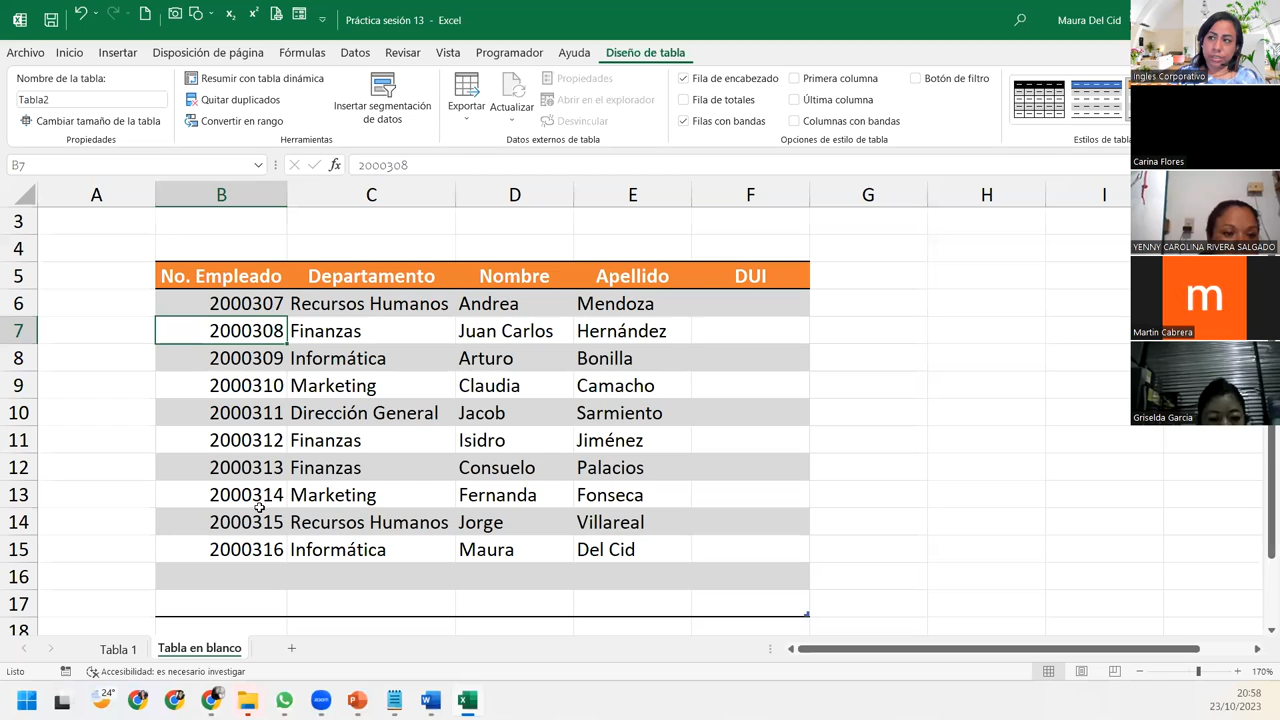 Práctica sesión 13 - Excel
Maura Del Cid
Archivo Inicio Insertar Disposición de página Fórmulas Datos Revisar Vista Programador Ayuda Diseño de tabla
Nombre de la tabla:
Tabla2
Cambiar tamaño de la tabla
Propiedades
Resumir con tabla dinámica
Quitar duplicados
Convertir en rango
Insertar segmentación
de datos
Herramientas
Exportar
Actualizar
Propiedades
Abrir en el explorador
Desvincular
Datos externos de tabla
Fila de encabezado
Fila de totales
Filas con bandas
Primera columna
Última columna
Columnas con bandas
Botón de filtro
Opciones de estilo de tabla
Estilos de tab
B7
fx
2000308
A B C D E F G H I
3
4
5 No. Empleado Departamento Nombre Apellido DUI
6 2000307 Recursos Humanos Andrea Mendoza
7 2000308 Finanzas Juan Carlos Hernández
8 2000309 Informática Arturo Bonilla
9 2000310 Marketing Claudia Camacho
10 2000311 Dirección General Jacob Sarmiento
11 2000312 Finanzas Isidro Jiménez
12 2000313 Finanzas Consuelo Palacios
13 2000314 Marketing Fernanda Fonseca
14 2000315 Recursos Humanos Jorge Villareal
15 2000316 Informática Maura Del Cid
16
17
18
Tabla 1 Tabla en blanco
Listo
Accesibilidad: es necesario investigar
170%
24°
zoom
20:58
23/10/2023
Ingles Corporativo
Carina Flores
YENNY CAROLINA RIVERA SALGADO
m
Martin Cabrera
Griselda Garcia